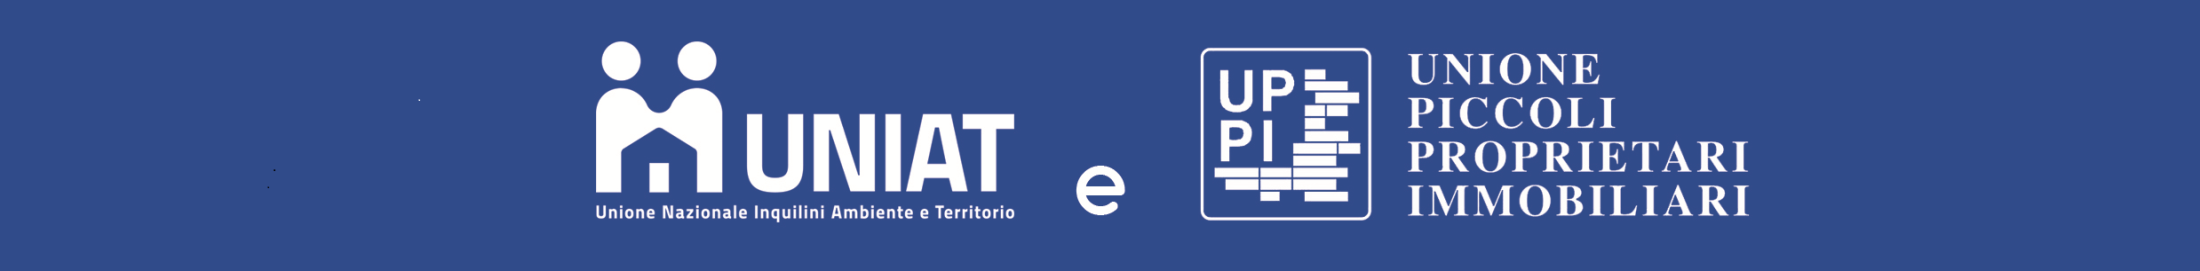 UNIAT
Unione Nazionale Inquilini Ambiente e Territorio
e
UP
PI
UNIONE
PICCOLI
PROPRIETARI
IMMOBILIARI